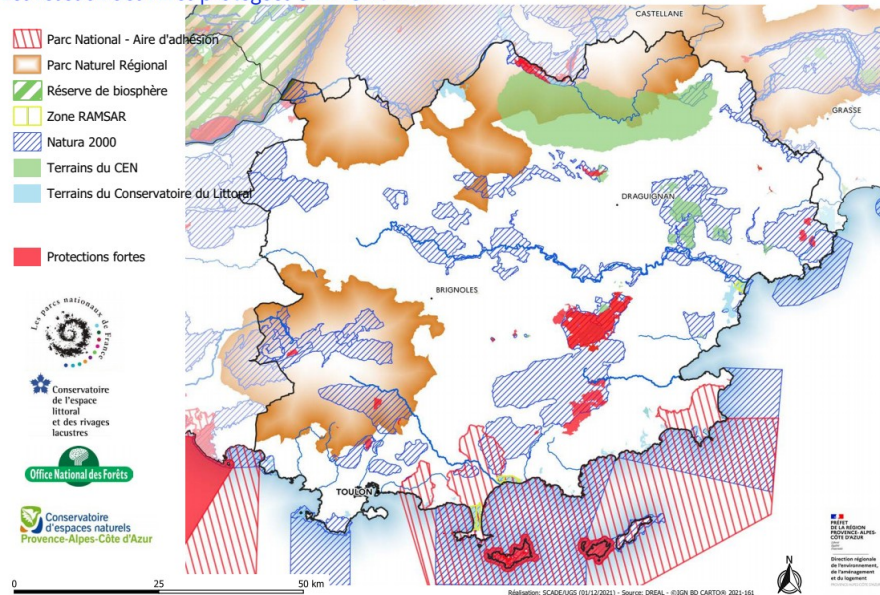 CASTELLANE
Parc National - Aire d'adhésion
Parc Naturel Régional
Réserve de biosphère
Zone RAMSAR
Natura 2000
Terrains du CEN
Terrains du Conservatoire du Littoral
Protections fortes
GRASSE
DRAGUIGNAN
BRIGNOLES
TOULON
Les parcs nationaux de France
Conservatoire
de l'espace
littoral
et des rivages
lacustres
Office National des Forêts
Conservatoire
d'espaces naturels
Provence-Alpes-Côte d'Azur
0 25 50 km
N
PRÉFET
DE LA RÉGION
PROVENCE-ALPES-
CÔTE D'AZUR
Direction régionale
de l'environnement,
de l'aménagement
et du logement
Réalisation: SCADE/UGS (01/12/2021) - Source: DREAL - ©IGN BD CARTO® 2021-161